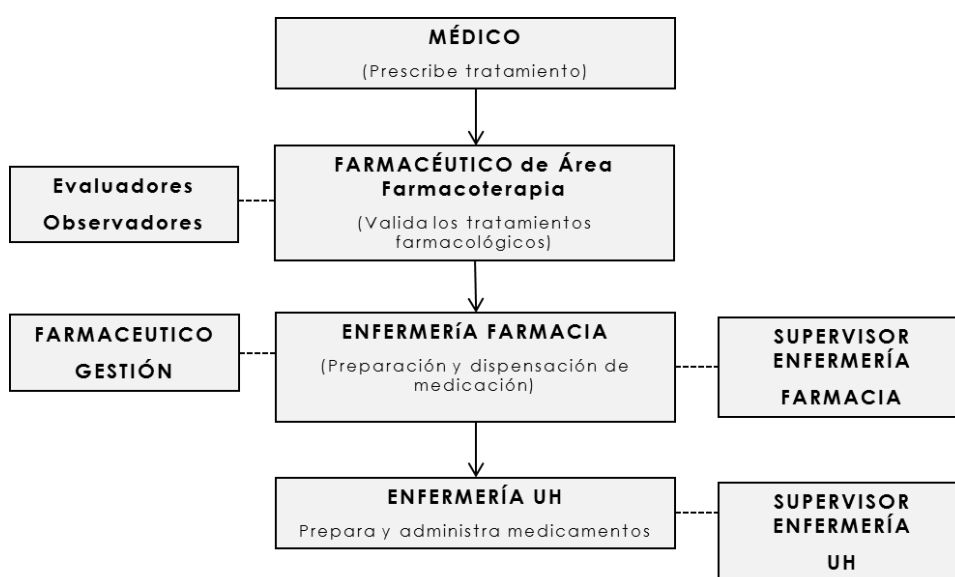 MÉDICO
(Prescribe tratamiento)
FARMACÉUTICO de Área
Farmacoterapia
(Valida los tratamientos
farmacológicos)
Evaluadores
Observadores
FARMACEUTICO
GESTIÓN
ENFERMERíA FARMACIA
(Preparación y dispensación de
medicación)
SUPERVISOR
ENFERMERÍA
FARMACIA
ENFERMERÍA UH
Prepara y administra medicamentos
SUPERVISOR
ENFERMERÍA
UH